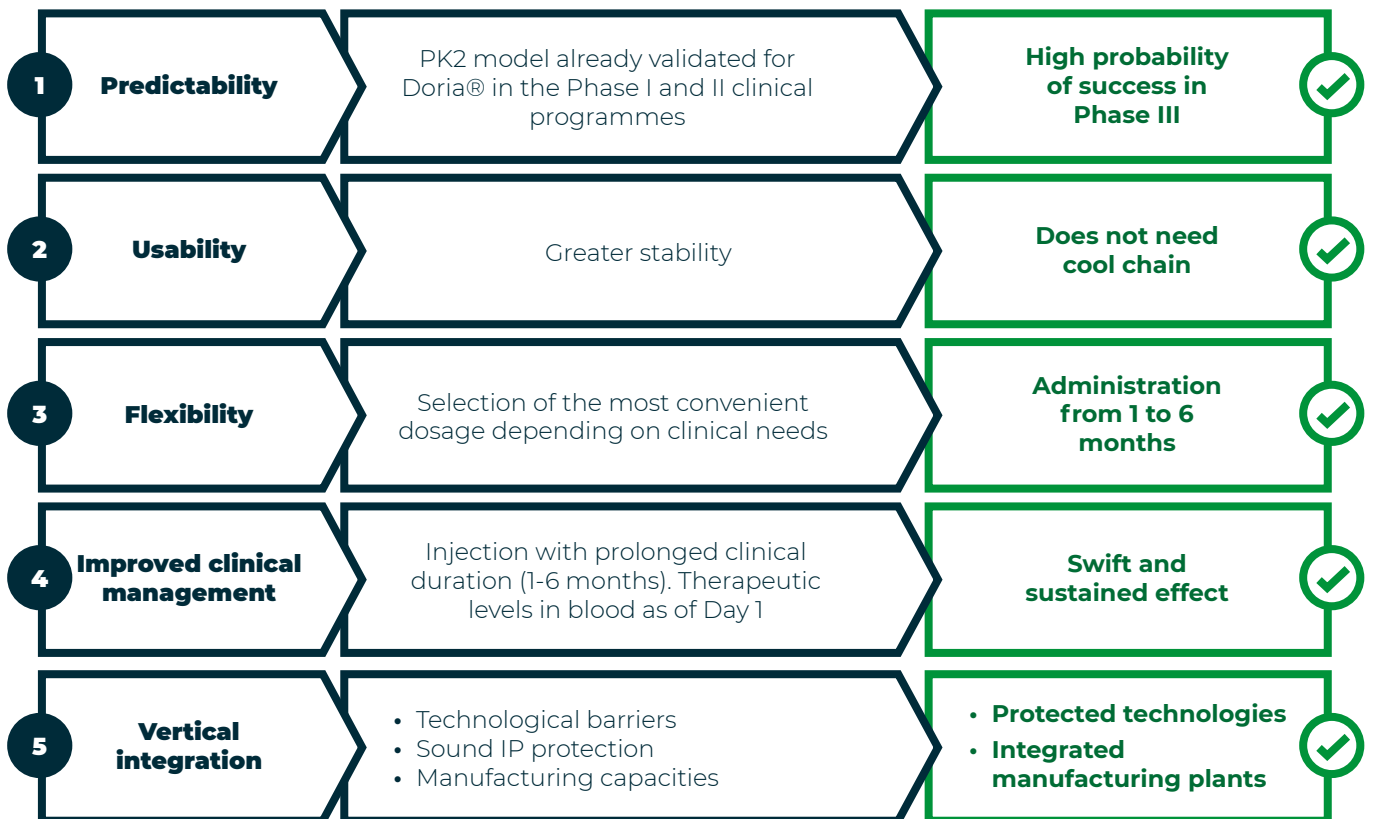 1
Predictability
PK2 model already validated for
Doria® in the Phase I and II clinical
programmes
High probability
of success in
Phase III
2
Usability
Greater stability
Does not need
cool chain
3
Flexibility
Selection of the most convenient
dosage depending on clinical needs
Administration
from 1 to 6
months
4
Improved clinical
management
Injection with prolonged clinical
duration (1-6 months). Therapeutic
levels in blood as of Day 1
Swift and
sustained effect
5
Vertical
integration
• Technological barriers
• Sound IP protection
• Manufacturing capacities
• Protected technologies
• Integrated
manufacturing plants